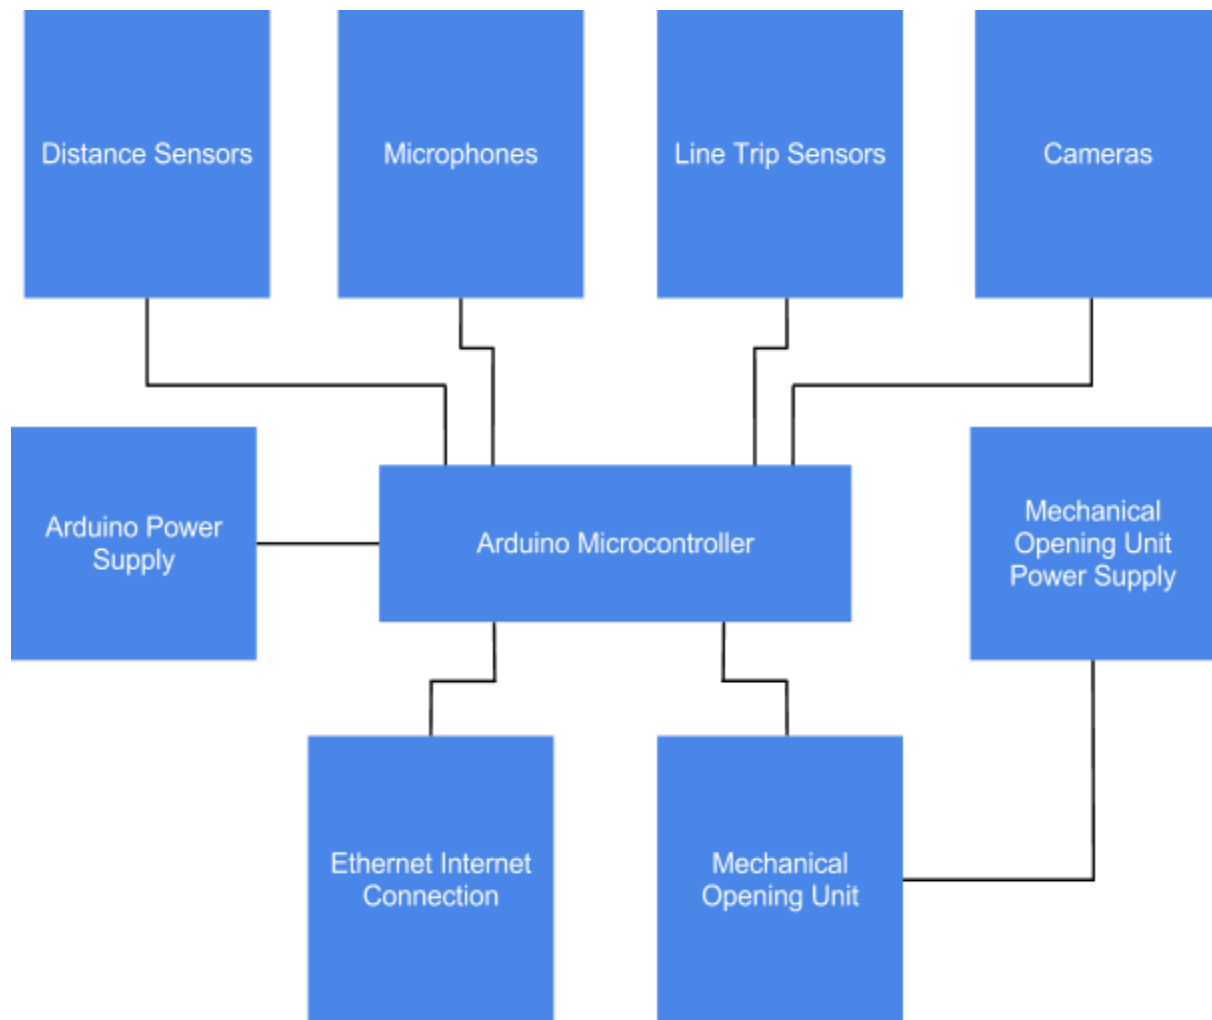 Distance Sensors
Microphones
Line Trip Sensors
Cameras
Arduino Power
Supply
Arduino Microcontroller
Mechanical
Opening Unit
Power Supply
Ethernet Internet
Connection
Mechanical
Opening Unit